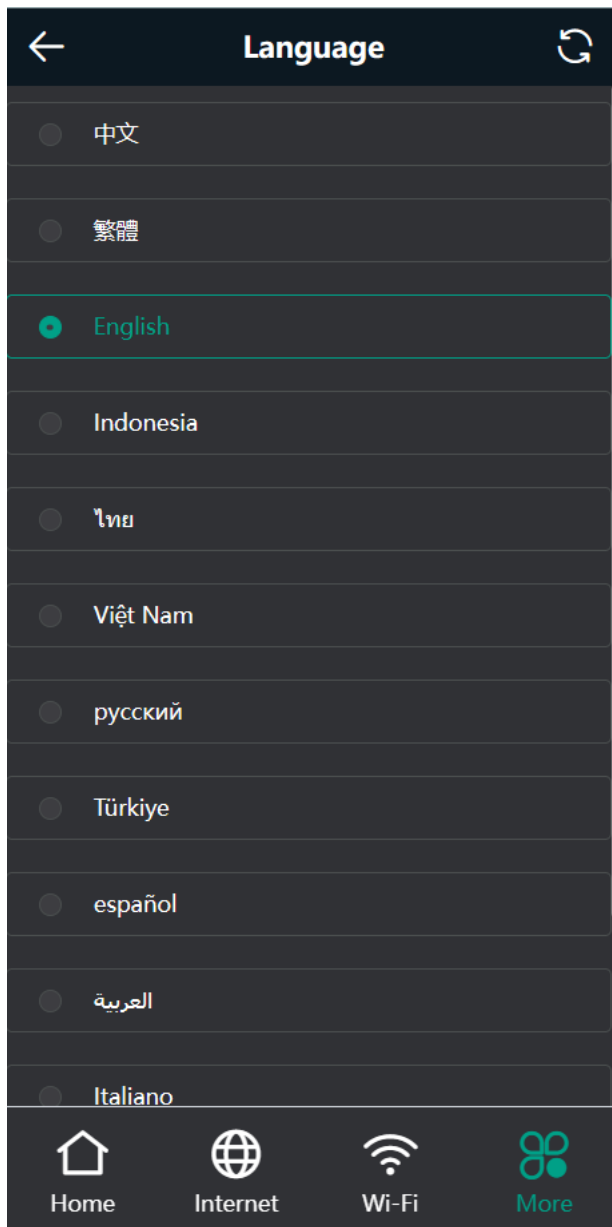 Language
中文
繁體
English
Indonesia
ไทย
Việt Nam
русский
Türkiye
español
العربية
Italiano
Home
Internet
Wi-Fi
More